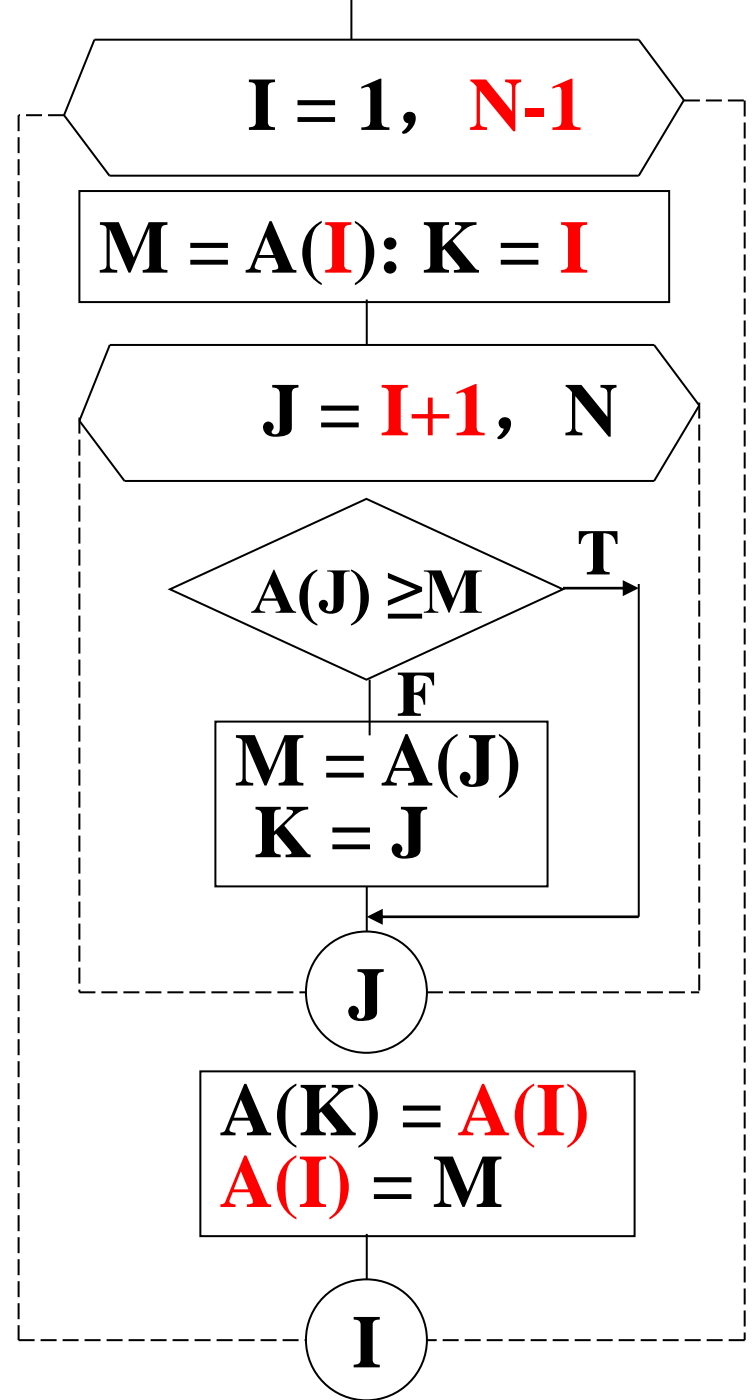 I = 1， N-1
M = A(I): K = I
J = I+1， N
A(J) ≥M
T
F
M = A(J)
K = J
J
A(K) = A(I)
A(I) = M
I